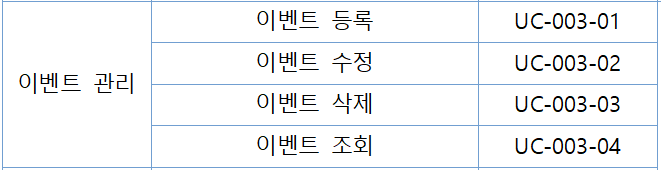 이벤트 등록 UC-003-01
이벤트 수정 UC-003-02
이벤트 관리
이벤트 삭제 UC-003-03
이벤트 조회 UC-003-04